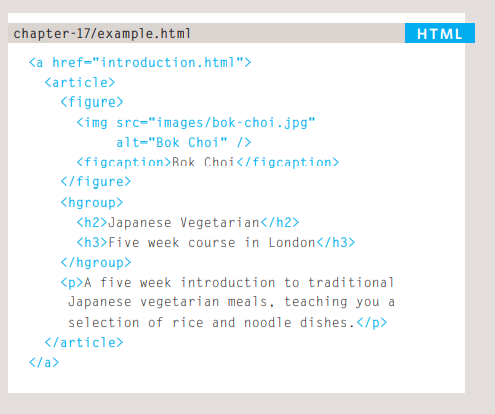 chapter-17/example.html HTML
<a href="introduction.html">
<article>
<figure>
<img src="images/bok-choi.jpg"
alt="Bok Choi" />
<figcaption>Bok Choi</figcaption>
</figure>
<hgroup>
<h2>Japanese Vegetarian</h2>
<h3>Five week course in London</h3>
</hgroup>
<p>A five week introduction to traditional
Japanese vegetarian meals, teaching you a
selection of rice and noodle dishes.</p>
</article>
</a>